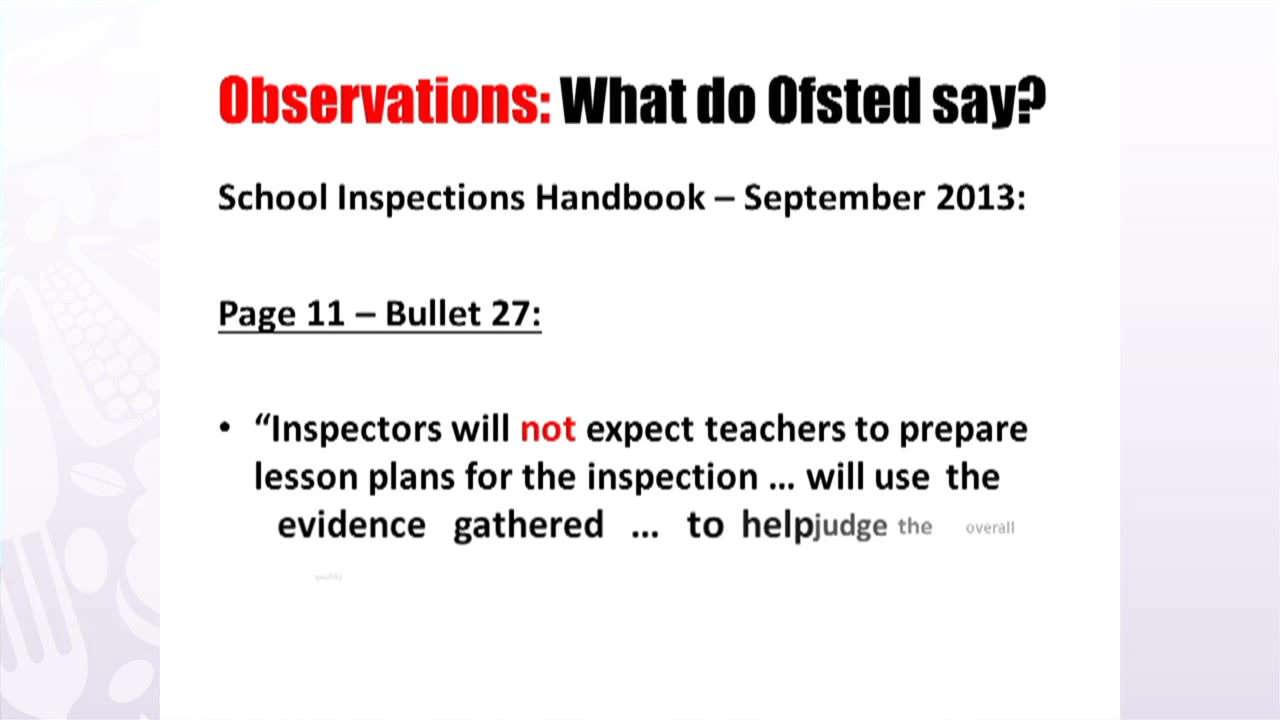 Observations: What do Ofsted say?
School Inspections Handbook – September 2013:
Page 11 – Bullet 27:
• “Inspectors will not expect teachers to prepare
lesson plans for the inspection ... will use the
evidence gathered ... to help judge the overall
quality